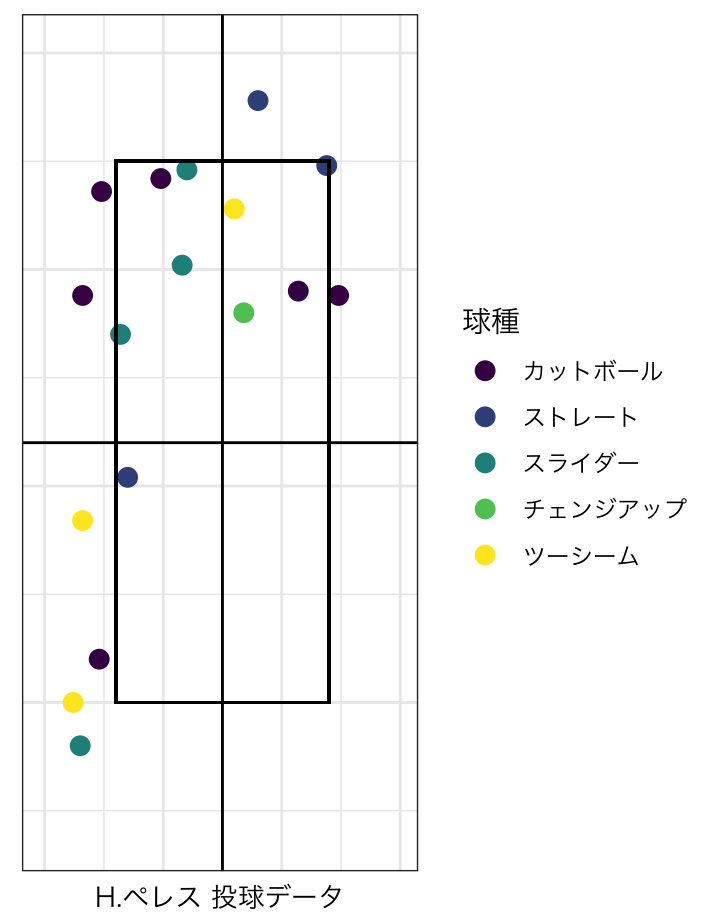 球種
カットボール
ストレート
スライダー
チェンジアップ
ツーシーム
H.ペレス 投球データ